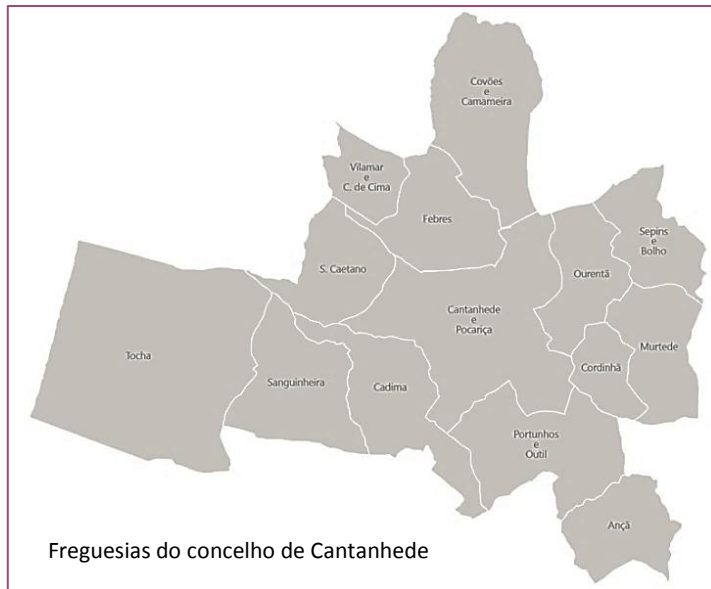 Covões
e
Camarneira
Vilamar
e
C. de Cima
Febres
Sepins
e
Bolho
S. Caetano
Ourentã
Cantanhede
e
Pocariça
Tocha
Murtede
Cordinhã
Sanguinheira
Cadima
Portunhos
e
Outil
Ançã
Freguesias do concelho de Cantanhede